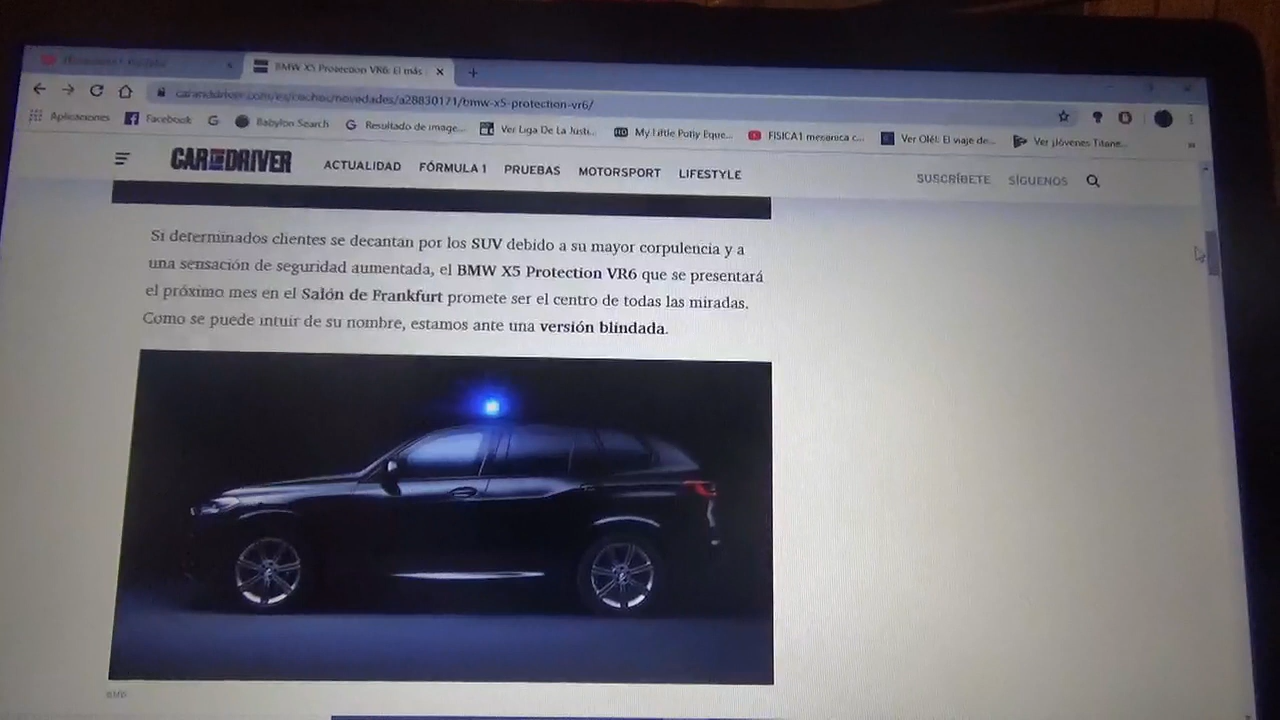 BMW X5 Protection VR6: El más
caranddriver.com/es/coches/novedades/a28830171/bmw-x5-protection-vr6/
Aplicaciones Facebook Babylon Search Resultado de image... Ver Liga De La Justi... My Little Pony Eque... FISICA1 mecanica c... Ver Olé!: El viaje de... Ver ¡Jóvenes Titane...
CAR AND DRIVER ACTUALIDAD FÓRMULA 1 PRUEBAS MOTORSPORT LIFESTYLE SUSCRÍBETE SÍGUENOS
Si determinados clientes se decantan por los SUV debido a su mayor corpulencia y a
una sensación de seguridad aumentada, el BMW X5 Protection VR6 que se presentará
el próximo mes en el Salón de Frankfurt promete ser el centro de todas las miradas.
Como se puede intuir de su nombre, estamos ante una versión blindada.
BMW